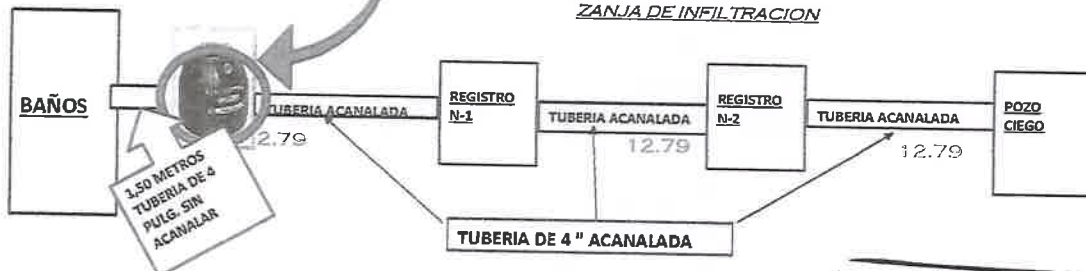 ZANJA DE INFILTRACION
BAÑOS
TUBERIA ACANALADA
2.79
REGISTRO
N-1
TUBERIA ACANALADA
12.79
REGISTRO
N-2
TUBERIA ACANALADA
12.79
POZO
CIEGO
1,50 METROS
TUBERIA DE 4
PULG. SIN
ACANALAR
TUBERIA DE 4 " ACANALADA